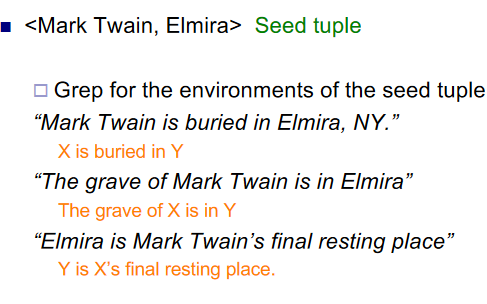 <Mark Twain, Elmira> Seed tuple
Grep for the environments of the seed tuple
“Mark Twain is buried in Elmira, NY.”
X is buried in Y
“The grave of Mark Twain is in Elmira”
The grave of X is in Y
“Elmira is Mark Twain’s final resting place”
Y is X’s final resting place.